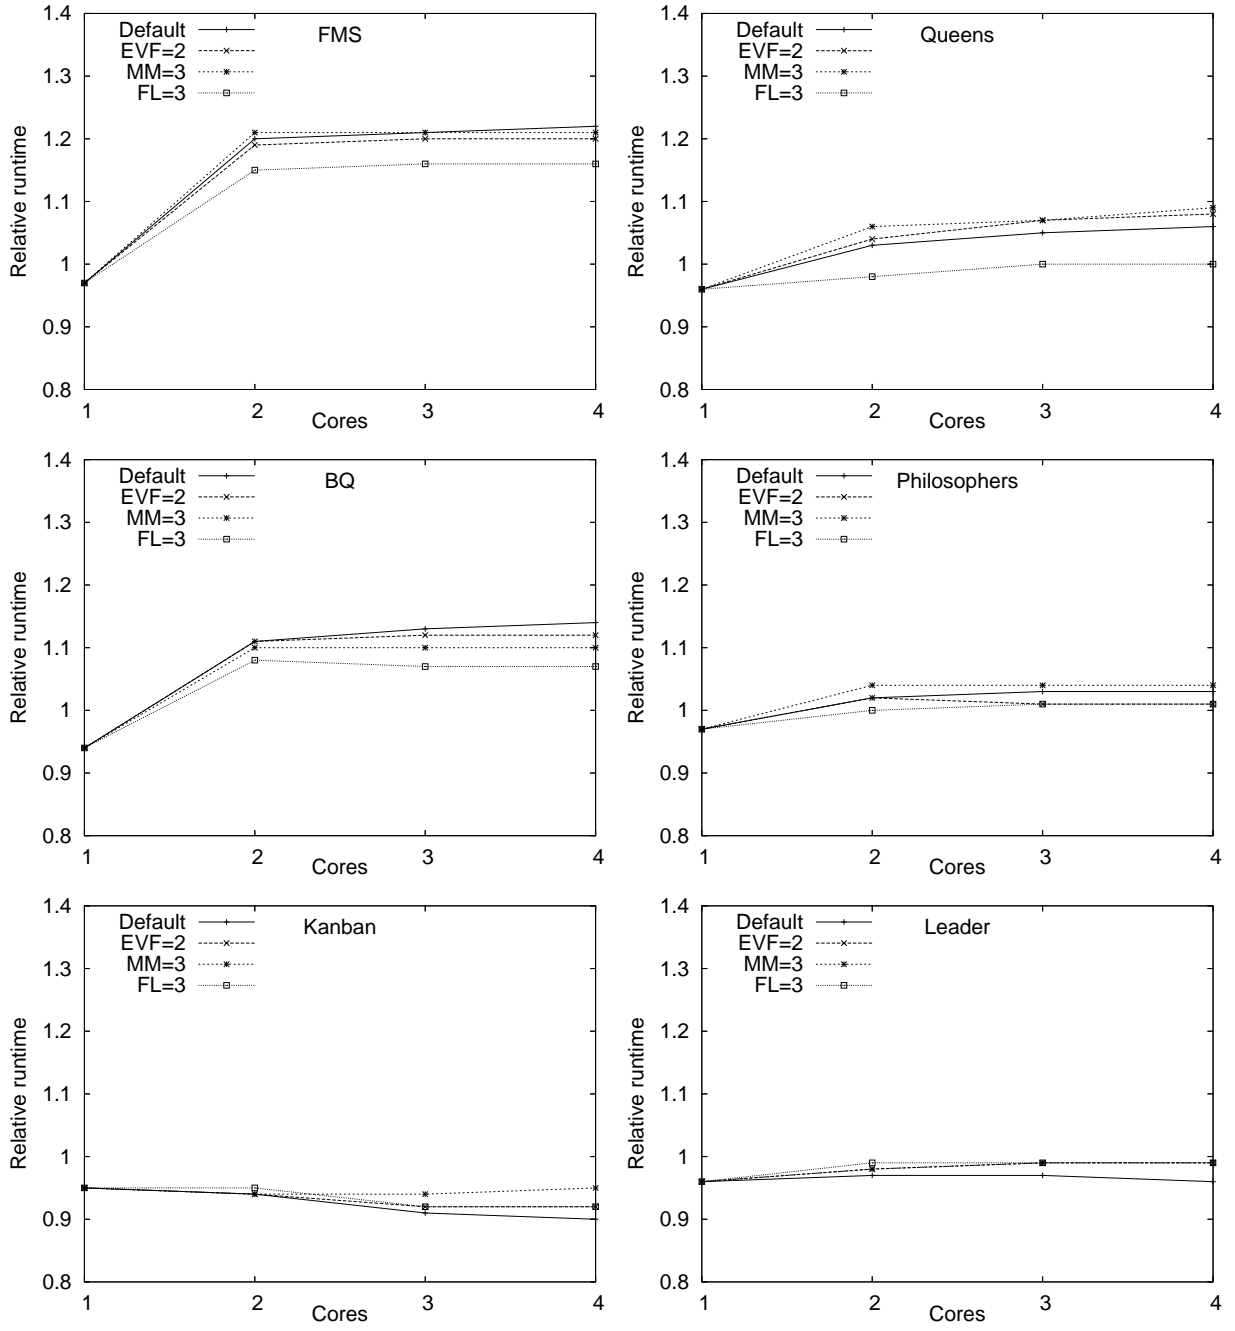 FMS
Default
EVF=2
MM=3
FL=3
Relative runtime
1.4
1.3
1.2
1.1
1
0.9
0.8
1 2 3 4
Cores
Queens
Default
EVF=2
MM=3
FL=3
Relative runtime
1.4
1.3
1.2
1.1
1
0.9
0.8
1 2 3 4
Cores
BQ
Default
EVF=2
MM=3
FL=3
Relative runtime
1.4
1.3
1.2
1.1
1
0.9
0.8
1 2 3 4
Cores
Philosophers
Default
EVF=2
MM=3
FL=3
Relative runtime
1.4
1.3
1.2
1.1
1
0.9
0.8
1 2 3 4
Cores
Kanban
Default
EVF=2
MM=3
FL=3
Relative runtime
1.4
1.3
1.2
1.1
1
0.9
0.8
1 2 3 4
Cores
Leader
Default
EVF=2
MM=3
FL=3
Relative runtime
1.4
1.3
1.2
1.1
1
0.9
0.8
1 2 3 4
Cores